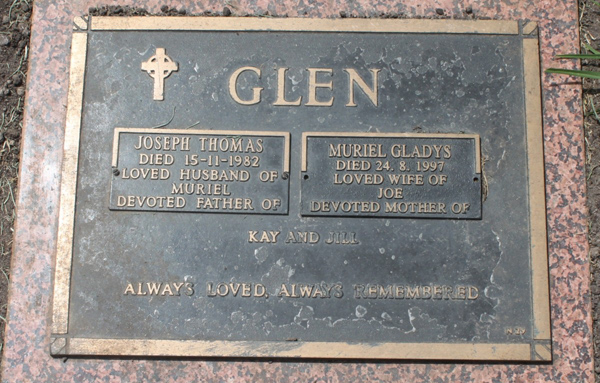 GLEN
JOSEPH THOMAS
DIED 15-11-1982
LOVED HUSBAND OF
MURIEL
DEVOTED FATHER OF
MURIEL GLADYS
DIED 24. 8. 1997
LOVED WIFE OF
JOE
DEVOTED MOTHER OF
KAY AND JILL
ALWAYS LOVED, ALWAYS REMEMBERED